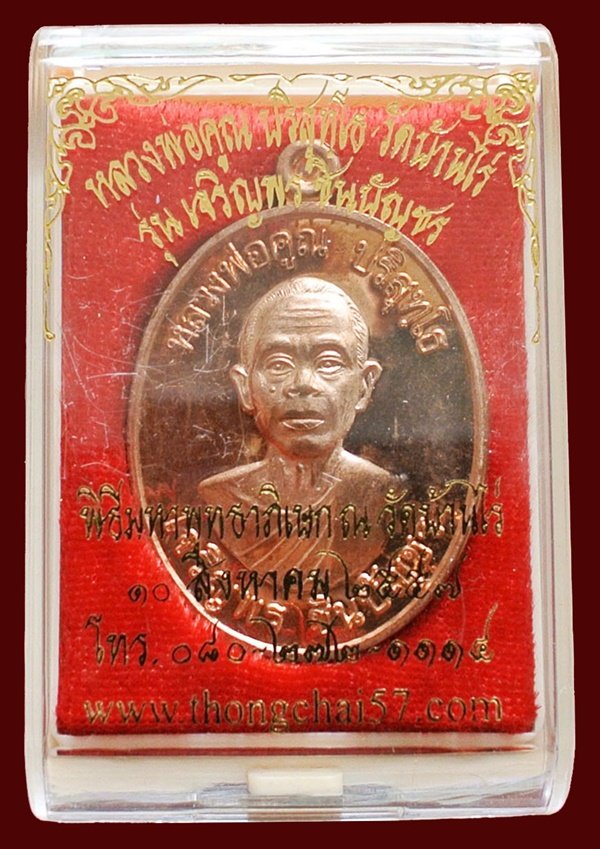 หลวงพ่อคูณ ปริสุทโธ วัดบ้านไร่
รุ่น เจริญพร ชินบัญชร
หลวงพ่อคูณ ปริสุทโธ
พิธีมหาพุทธาภิเษก ณ วัดบ้านไร่
๑๐ สิงหาคม ๒๕๕๗
โทร. ๐๘๐-๒๗๒-๑๑๑๔
www.thongchai57.com